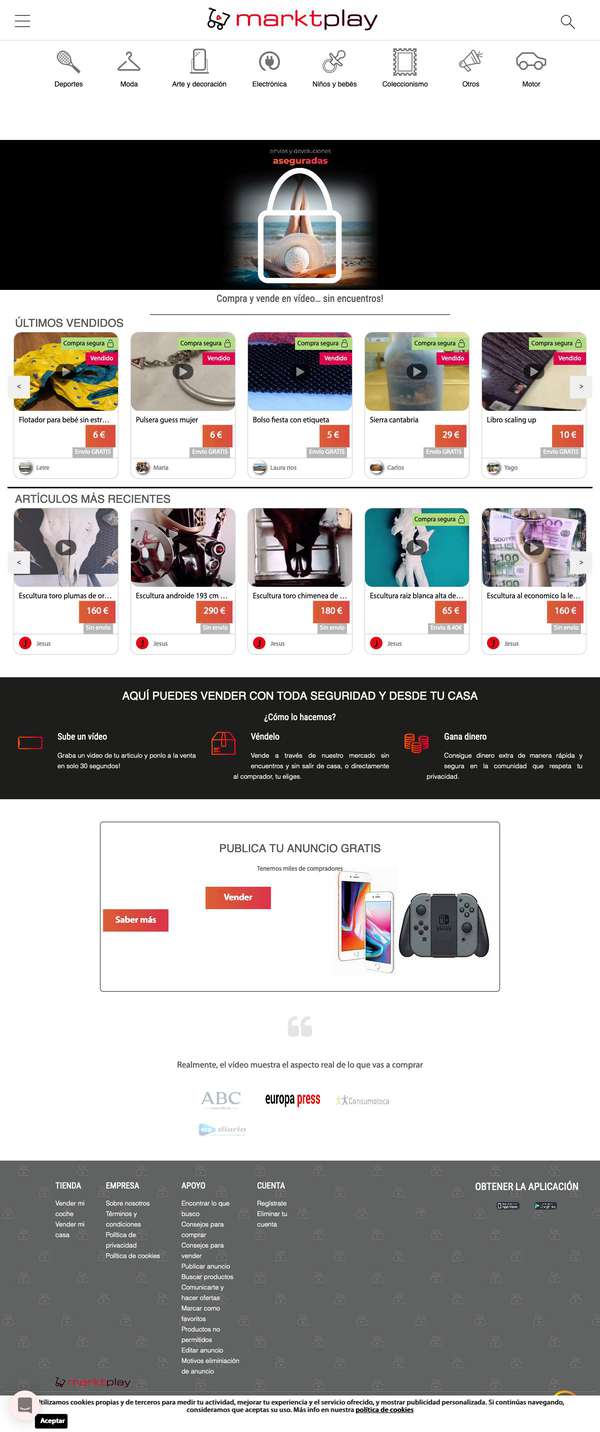 marktplay
Deportes
Moda
Arte y decoración
Electrónica
Niños y bebés
Coleccionismo
Otros
Motor
envíos y devoluciones
aseguradas
Compra y vende en vídeo... sin encuentros!
ÚLTIMOS VENDIDOS
Compra segura
Vendido
Flotador para bebé sin estr...
6 €
Envío GRATIS
Leire
Compra segura
Vendido
Pulsera guess mujer
6 €
Envío GRATIS
Maria
Compra segura
Vendido
Bolso fiesta con etiqueta
5 €
Envío GRATIS
Laura rios
Compra segura
Vendido
Sierra cantabria
29 €
Envío GRATIS
Carlos
Compra segura
Vendido
Libro scaling up
10 €
Envío GRATIS
Yago
<
>
ARTÍCULOS MÁS RECIENTES
Escultura toro plumas de or...
160 €
Sin envío
J
Jesus
Escultura androide 193 cm ...
290 €
Sin envío
J
Jesus
Escultura toro chimenea de ...
180 €
Sin envío
J
Jesus
Compra segura
Escultura raiz blanca alta de...
65 €
Envío 8.40€
J
Jesus
Escultura al economico la le...
160 €
Sin envío
J
Jesus
<
>
AQUÍ PUEDES VENDER CON TODA SEGURIDAD Y DESDE TU CASA
¿Cómo lo hacemos?
Sube un vídeo
Graba un video de tu articulo y ponlo a la venta
en solo 30 segundos!
Véndelo
Vende a través de nuestro mercado sin
encuentros y sin salir de casa, o directamente
al comprador, tu eliges.
Gana dinero
Consigue dinero extra de manera rápida y
segura en la comunidad que respeta tu
privacidad.
PUBLICA TU ANUNCIO GRATIS
Tenemos miles de compradores
Vender
Saber más
Realmente, el vídeo muestra el aspecto real de lo que vas a comprar
ABC
europa press
Consumoteca
diario
TIENDA
Vender mi
coche
Vender mi
casa
EMPRESA
Sobre nosotros
Términos y
condiciones
Política de
privacidad
Política de cookies
APOYO
Encontrar lo que
busco
Consejos para
comprar
Consejos para
vender
Publicar anuncio
Buscar productos
Comunicarte y
hacer ofertas
Marcar como
favoritos
Productos no
permitidos
Editar anuncio
Motivos eliminiación
de anuncio
CUENTA
Regístrate
Eliminar tu
cuenta
OBTENER LA APLICACIÓN
marktplay
Utilizamos cookies propias y de terceros para medir tu actividad, mejorar tu experiencia y el servicio ofrecido, y mostrar publicidad personalizada. Si continúas navegando,
consideramos que aceptas su uso. Más info en nuestra política de cookies
Aceptar